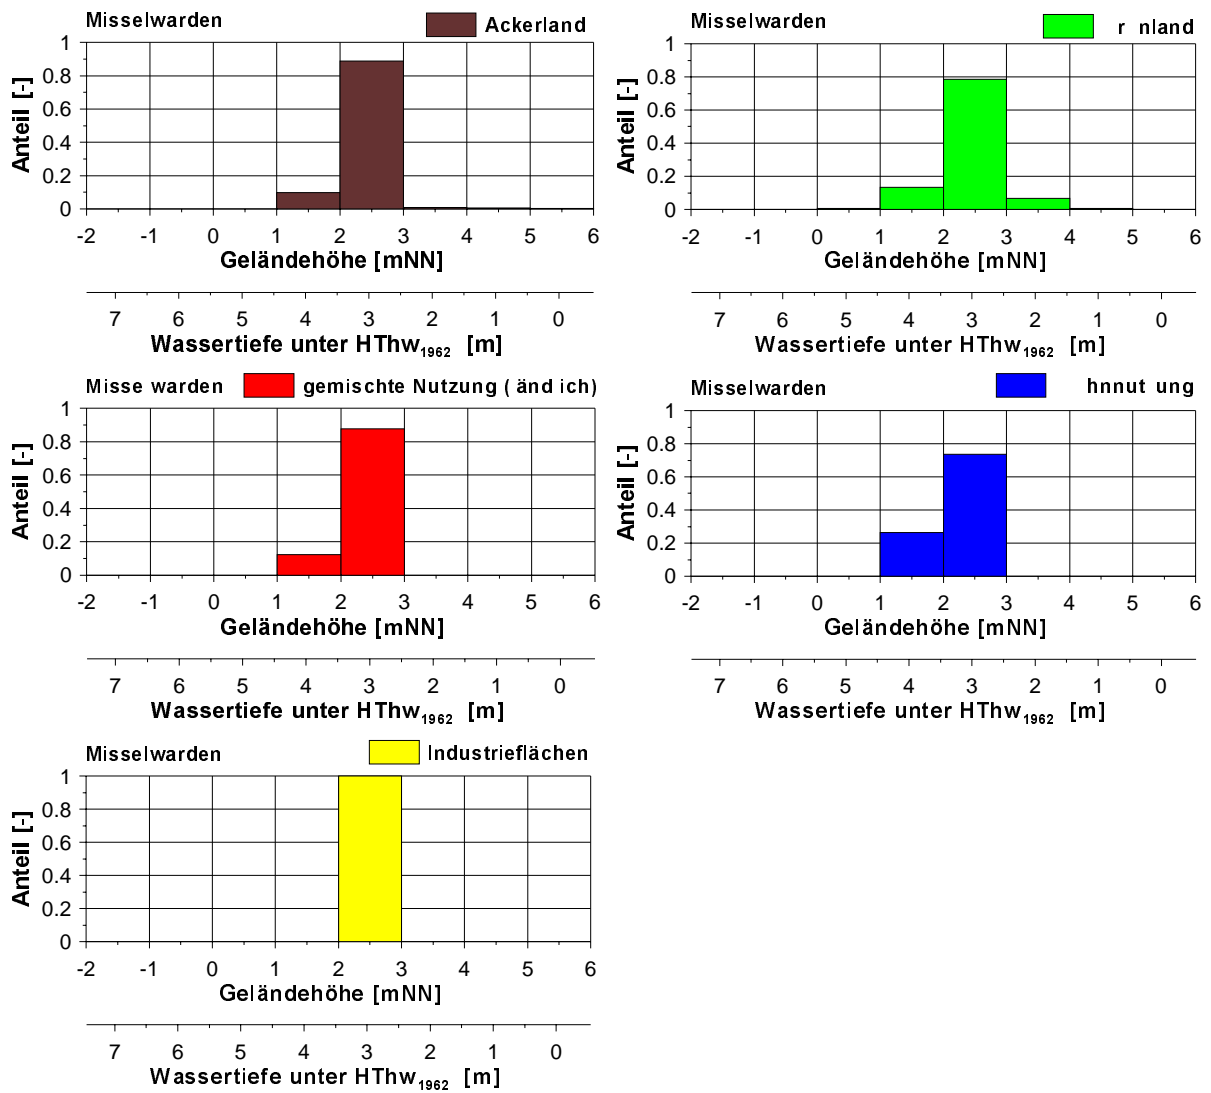 Misselwarden Ackerland
1
0.8
0.6
0.4
0.2
0
Anteil [-]
-2 -1 0 1 2 3 4 5 6
Geländehöhe [mNN]
7 6 5 4 3 2 1 0
Wassertiefe unter HThw1962 [m]
Misselwarden r nland
1
0.8
0.6
0.4
0.2
0
Anteil [-]
-2 -1 0 1 2 3 4 5 6
Geländehöhe [mNN]
7 6 5 4 3 2 1 0
Wassertiefe unter HThw1962 [m]
Misse warden gemischte Nutzung ( änd ich)
1
0.8
0.6
0.4
0.2
0
Anteil [-]
-2 -1 0 1 2 3 4 5 6
Geländehöhe [mNN]
7 6 5 4 3 2 1 0
Wassertiefe unter HThw1962 [m]
Misselwarden hnnut ung
1
0.8
0.6
0.4
0.2
0
Anteil [-]
-2 -1 0 1 2 3 4 5 6
Geländehöhe [mNN]
7 6 5 4 3 2 1 0
Wassertiefe unter HThw1962 [m]
Misselwarden Industrieflächen
1
0.8
0.6
0.4
0.2
0
Anteil [-]
-2 -1 0 1 2 3 4 5 6
Geländehöhe [mNN]
7 6 5 4 3 2 1 0
Wassertiefe unter HThw1962 [m]